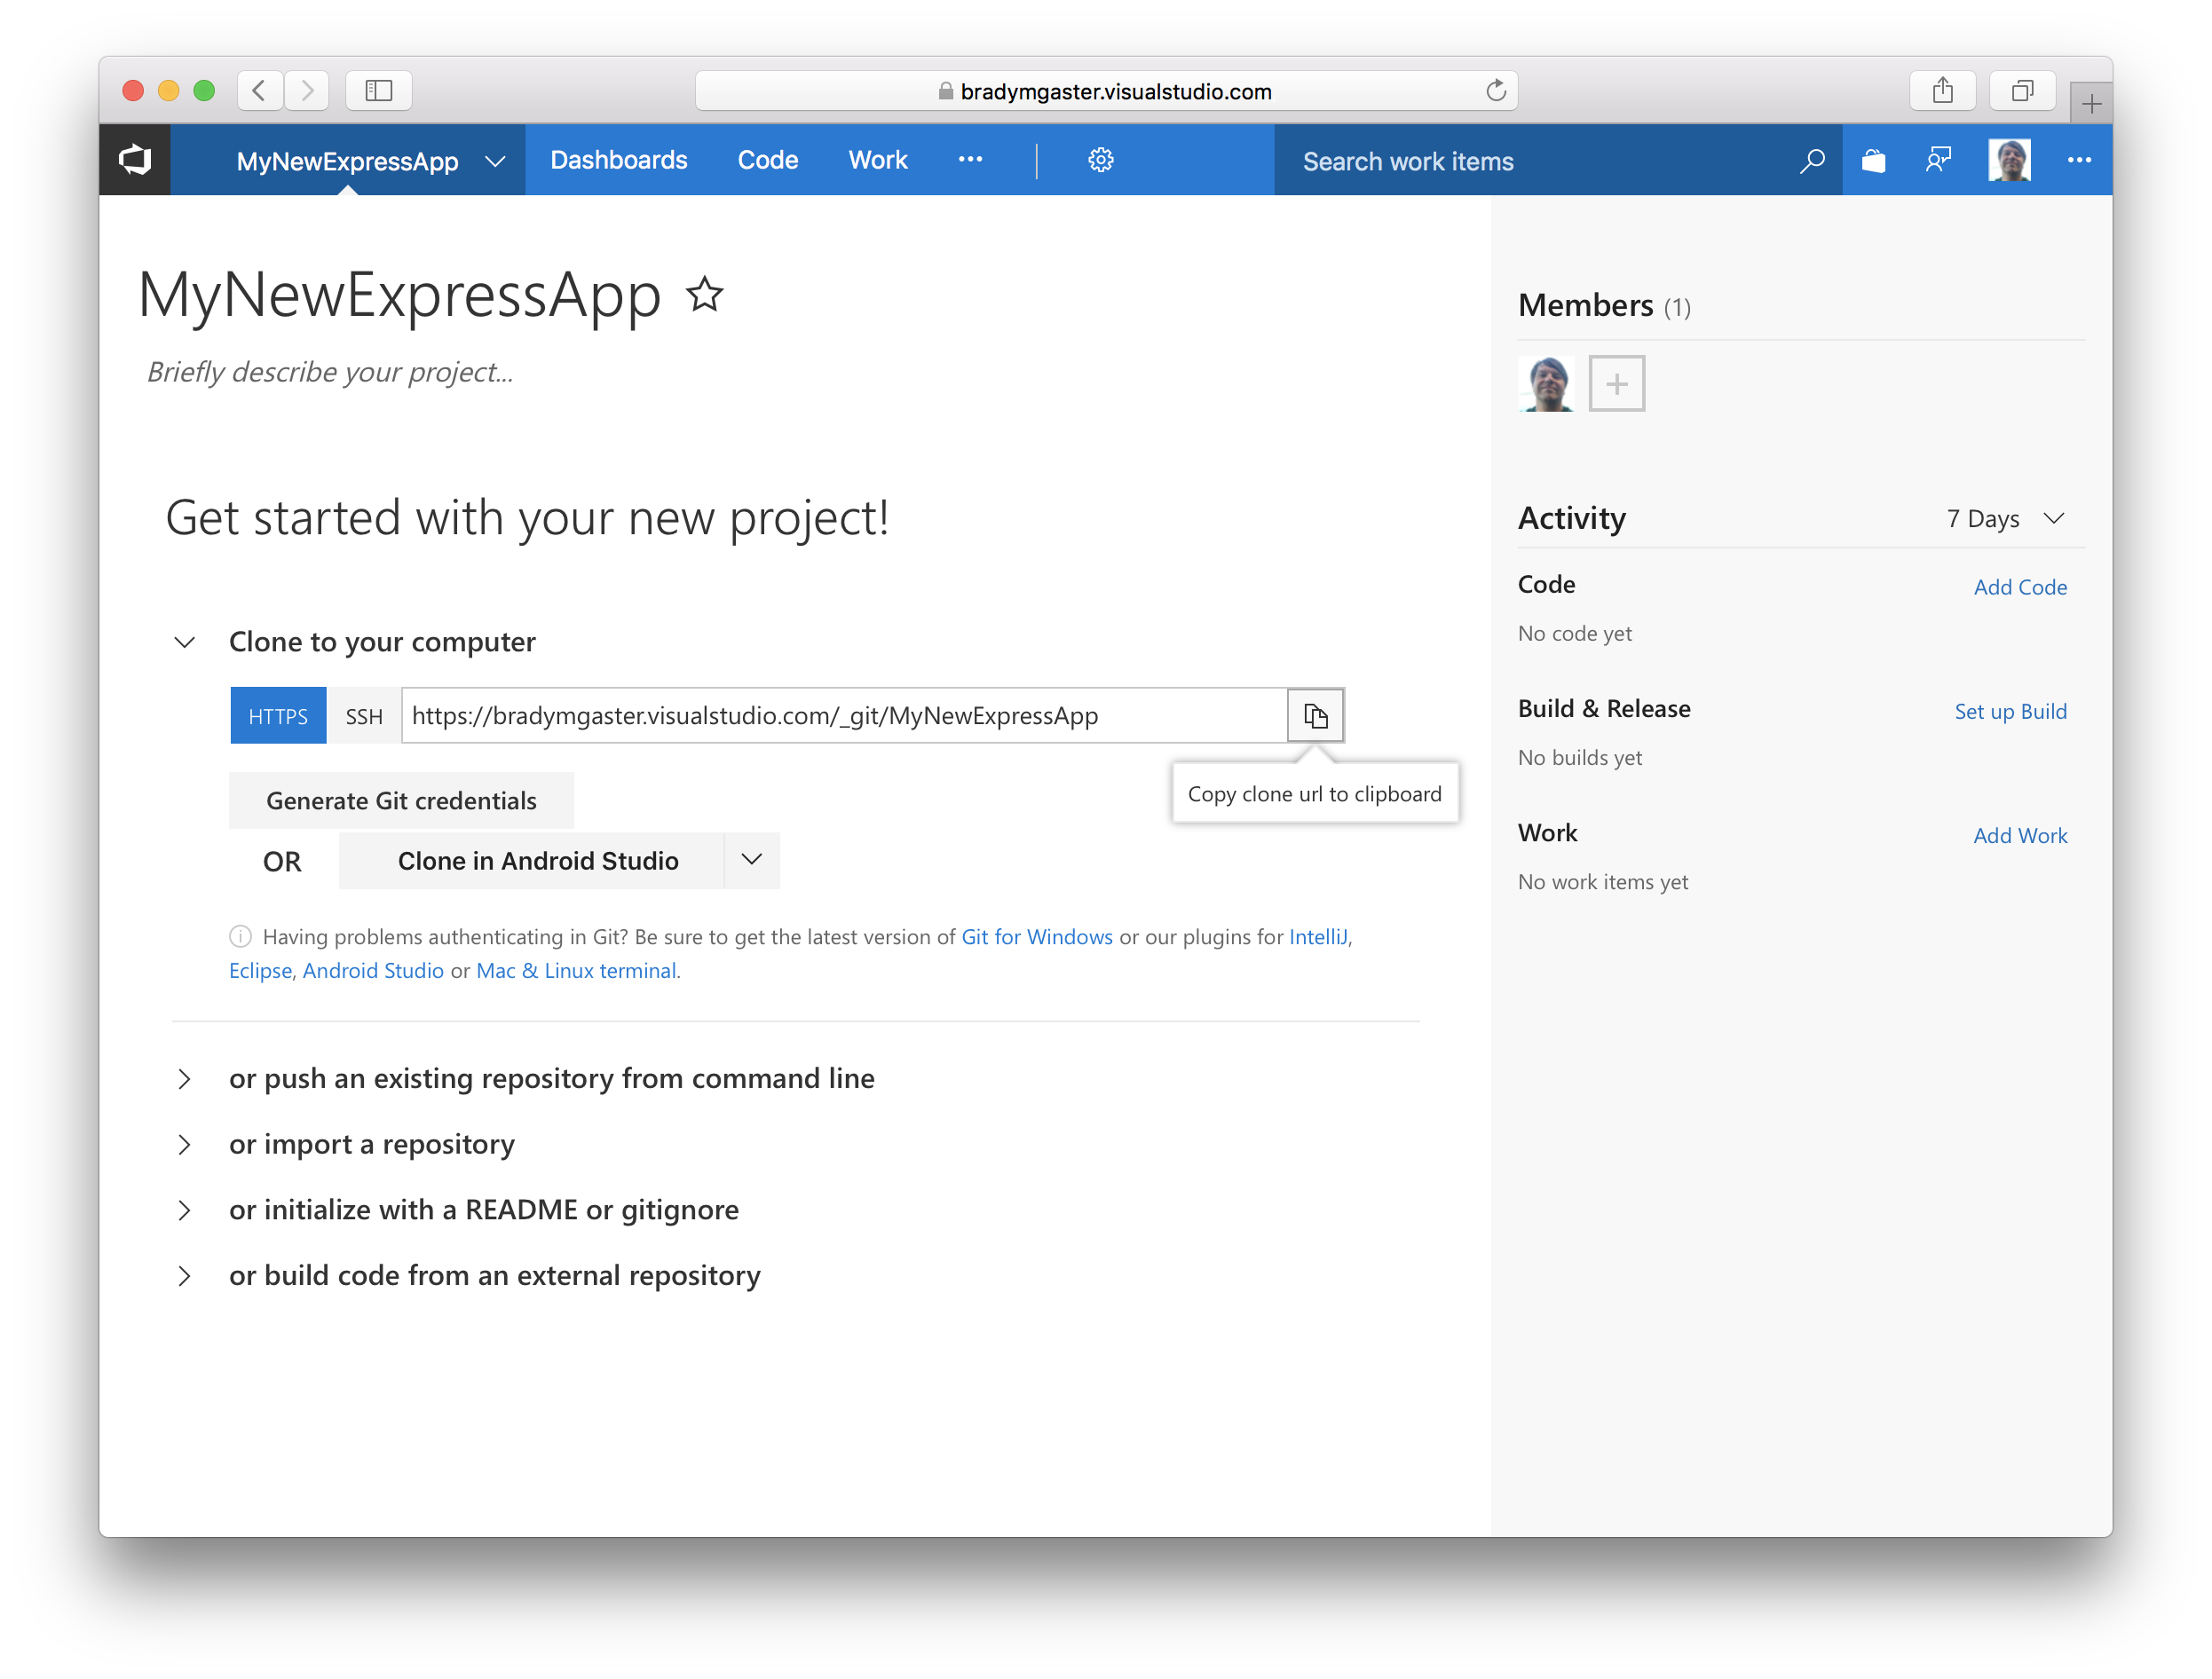 bradymgaster.visualstudio.com
MyNewExpressApp Dashboards Code Work Search work items
MyNewExpressApp
Briefly describe your project...
Get started with your new project!
Clone to your computer
HTTPS SSH https://bradymgaster.visualstudio.com/_git/MyNewExpressApp
Copy clone url to clipboard
Generate Git credentials
OR Clone in Android Studio
Having problems authenticating in Git? Be sure to get the latest version of Git for Windows or our plugins for IntelliJ,
Eclipse, Android Studio or Mac & Linux terminal.
or push an existing repository from command line
or import a repository
or initialize with a README or gitignore
or build code from an external repository
Members (1)
Activity 7 Days
Code Add Code
No code yet
Build & Release Set up Build
No builds yet
Work Add Work
No work items yet